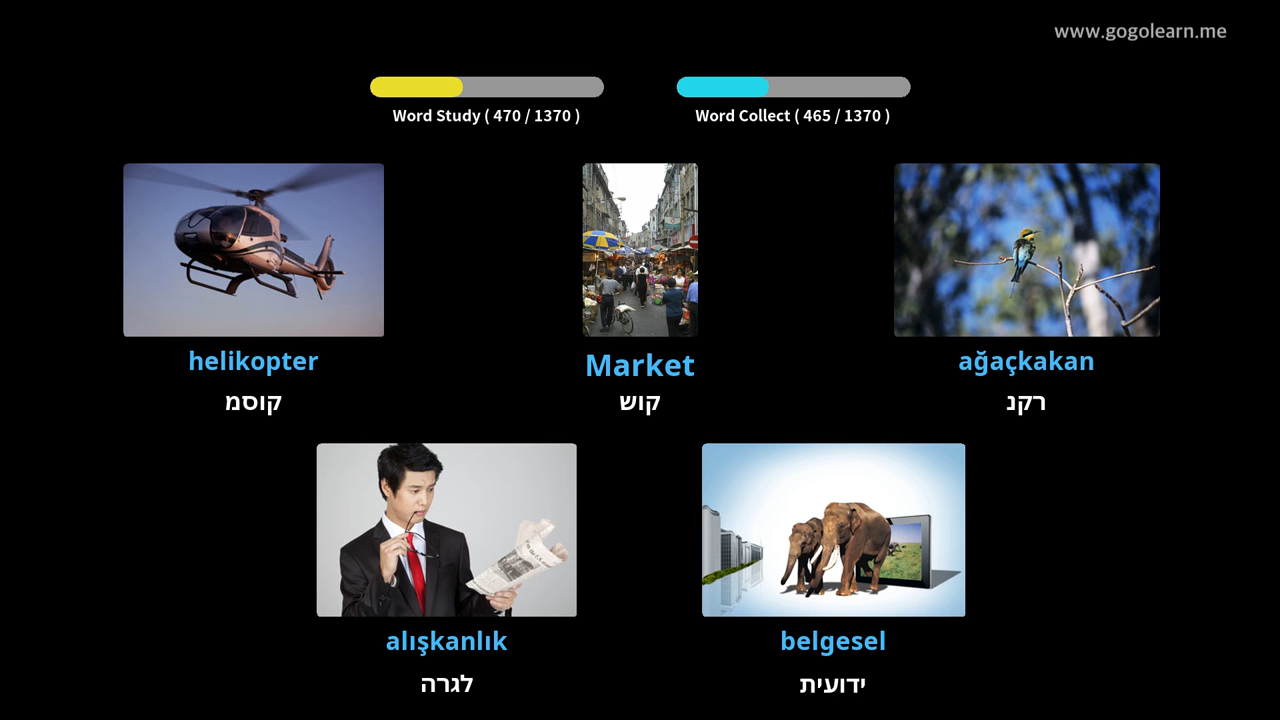 www.gogolearn.me
Word Study ( 470 / 1370 )
Word Collect ( 465 / 1370 )
helikopter
קוסמ
Market
קוש
ağaçkakan
רקנ
alışkanlık
לגרה
belgesel
ידועית